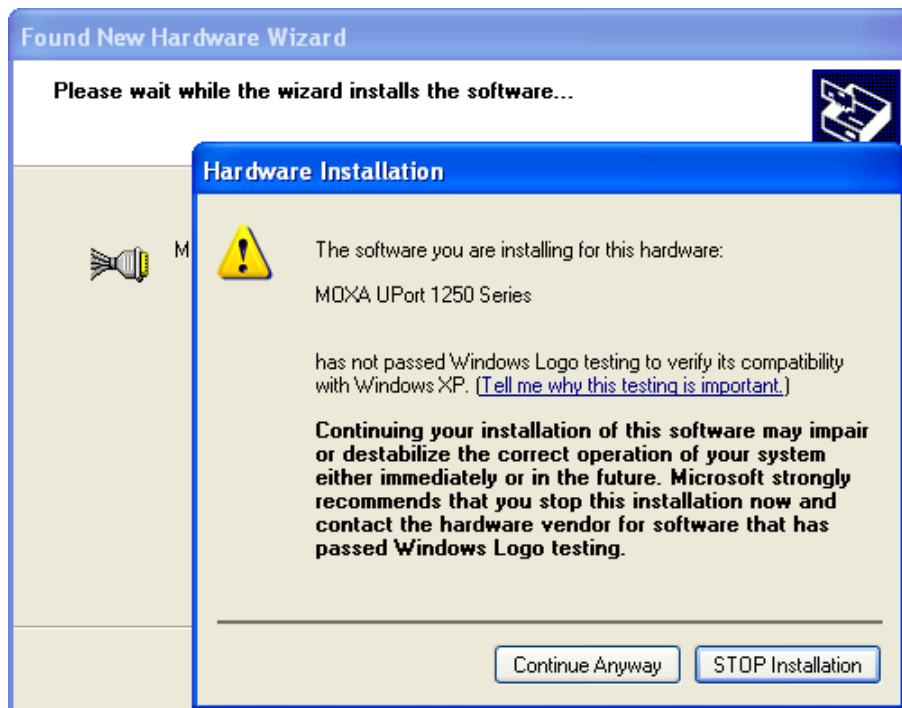 Found New Hardware Wizard
Please wait while the wizard installs the software...
Hardware Installation
M
The software you are installing for this hardware:
MOXA UPort 1250 Series
has not passed Windows Logo testing to verify its compatibility
with Windows XP. (Tell me why this testing is important.)
Continuing your installation of this software may impair
or destabilize the correct operation of your system
either immediately or in the future. Microsoft strongly
recommends that you stop this installation now and
contact the hardware vendor for software that has
passed Windows Logo testing.
Continue Anyway
STOP Installation